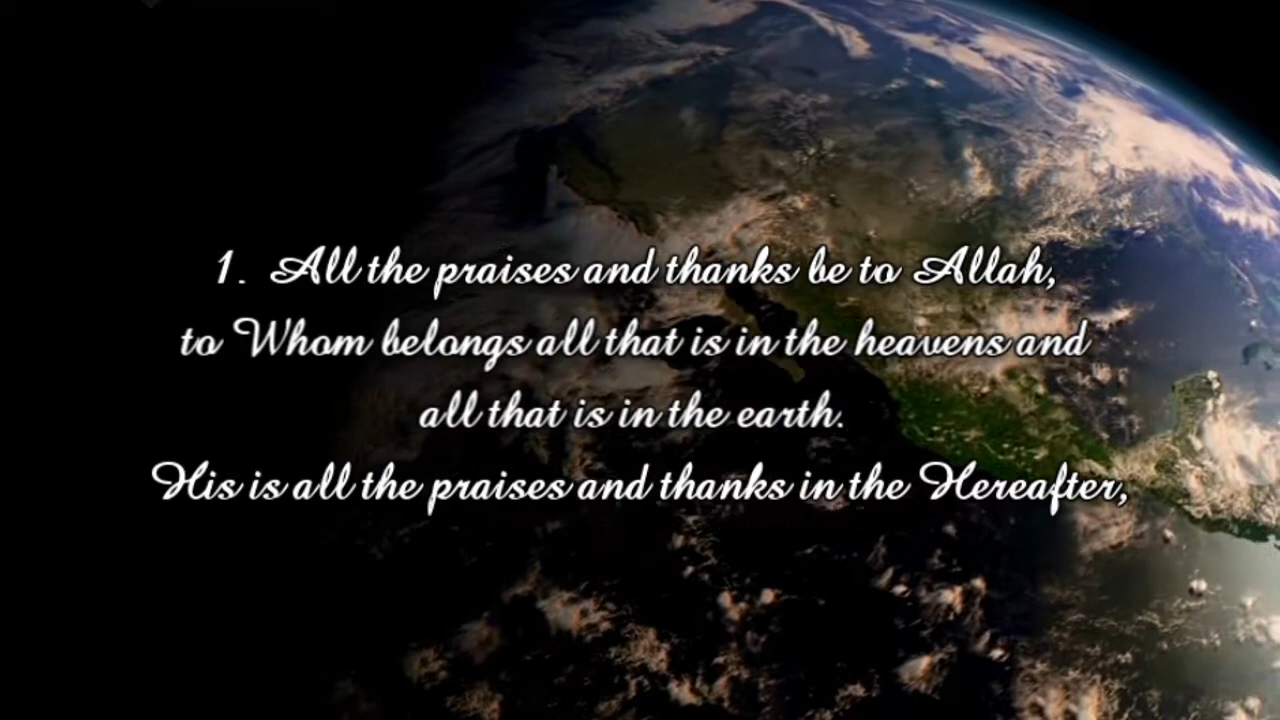 1. All the praises and thanks be to Allah,
to Whom belongs all that is in the heavens and
all that is in the earth.
His is all the praises and thanks in the Hereafter,